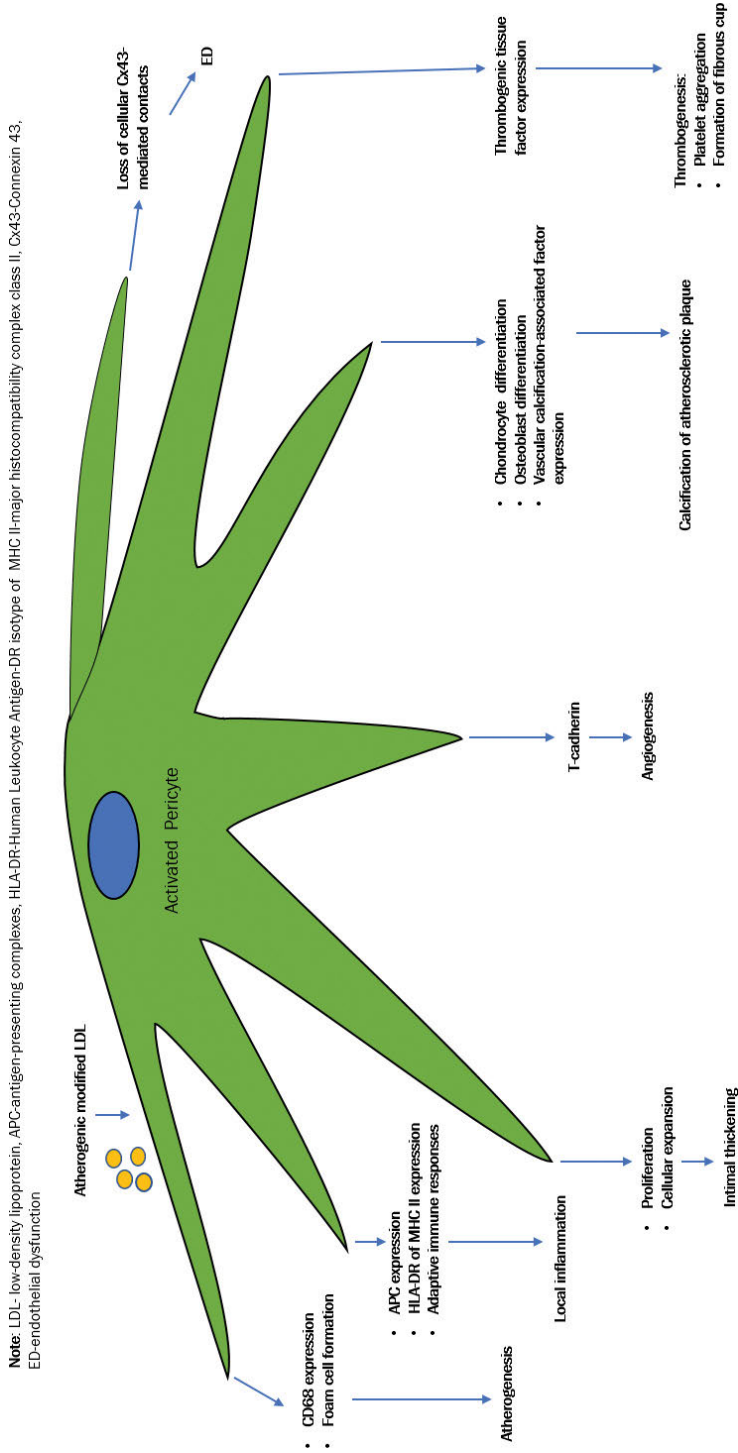 Note: LDL- low-density lipoprotein, APC-antigen-presenting complexes, HLA-DR-Human Leukocyte Antigen-DR isotype of MHC II-major histocompatibility complex class II, Cx43-Connexin 43,
ED-endothelial dysfunction
Atherogenic modified LDL
Activated Pericyte
Loss of cellular Cx43-
mediated contacts
ED
• CD68 expression
• Foam cell formation
Atherogenesis
• APC expression
• HLA-DR of MHC II expression
• Adaptive immune responses
Local inflammation
• Proliferation
• Cellular expansion
Intimal thickening
T-cadherin
Angiogenesis
• Chondrocyte differentiation
• Osteoblast differentiation
• Vascular calcification-associated factor
expression
Calcification of atherosclerotic plaque
Thrombogenic tissue
factor expression
Thrombogenesis:
• Platelet aggregation
• Formation of fibrous cup